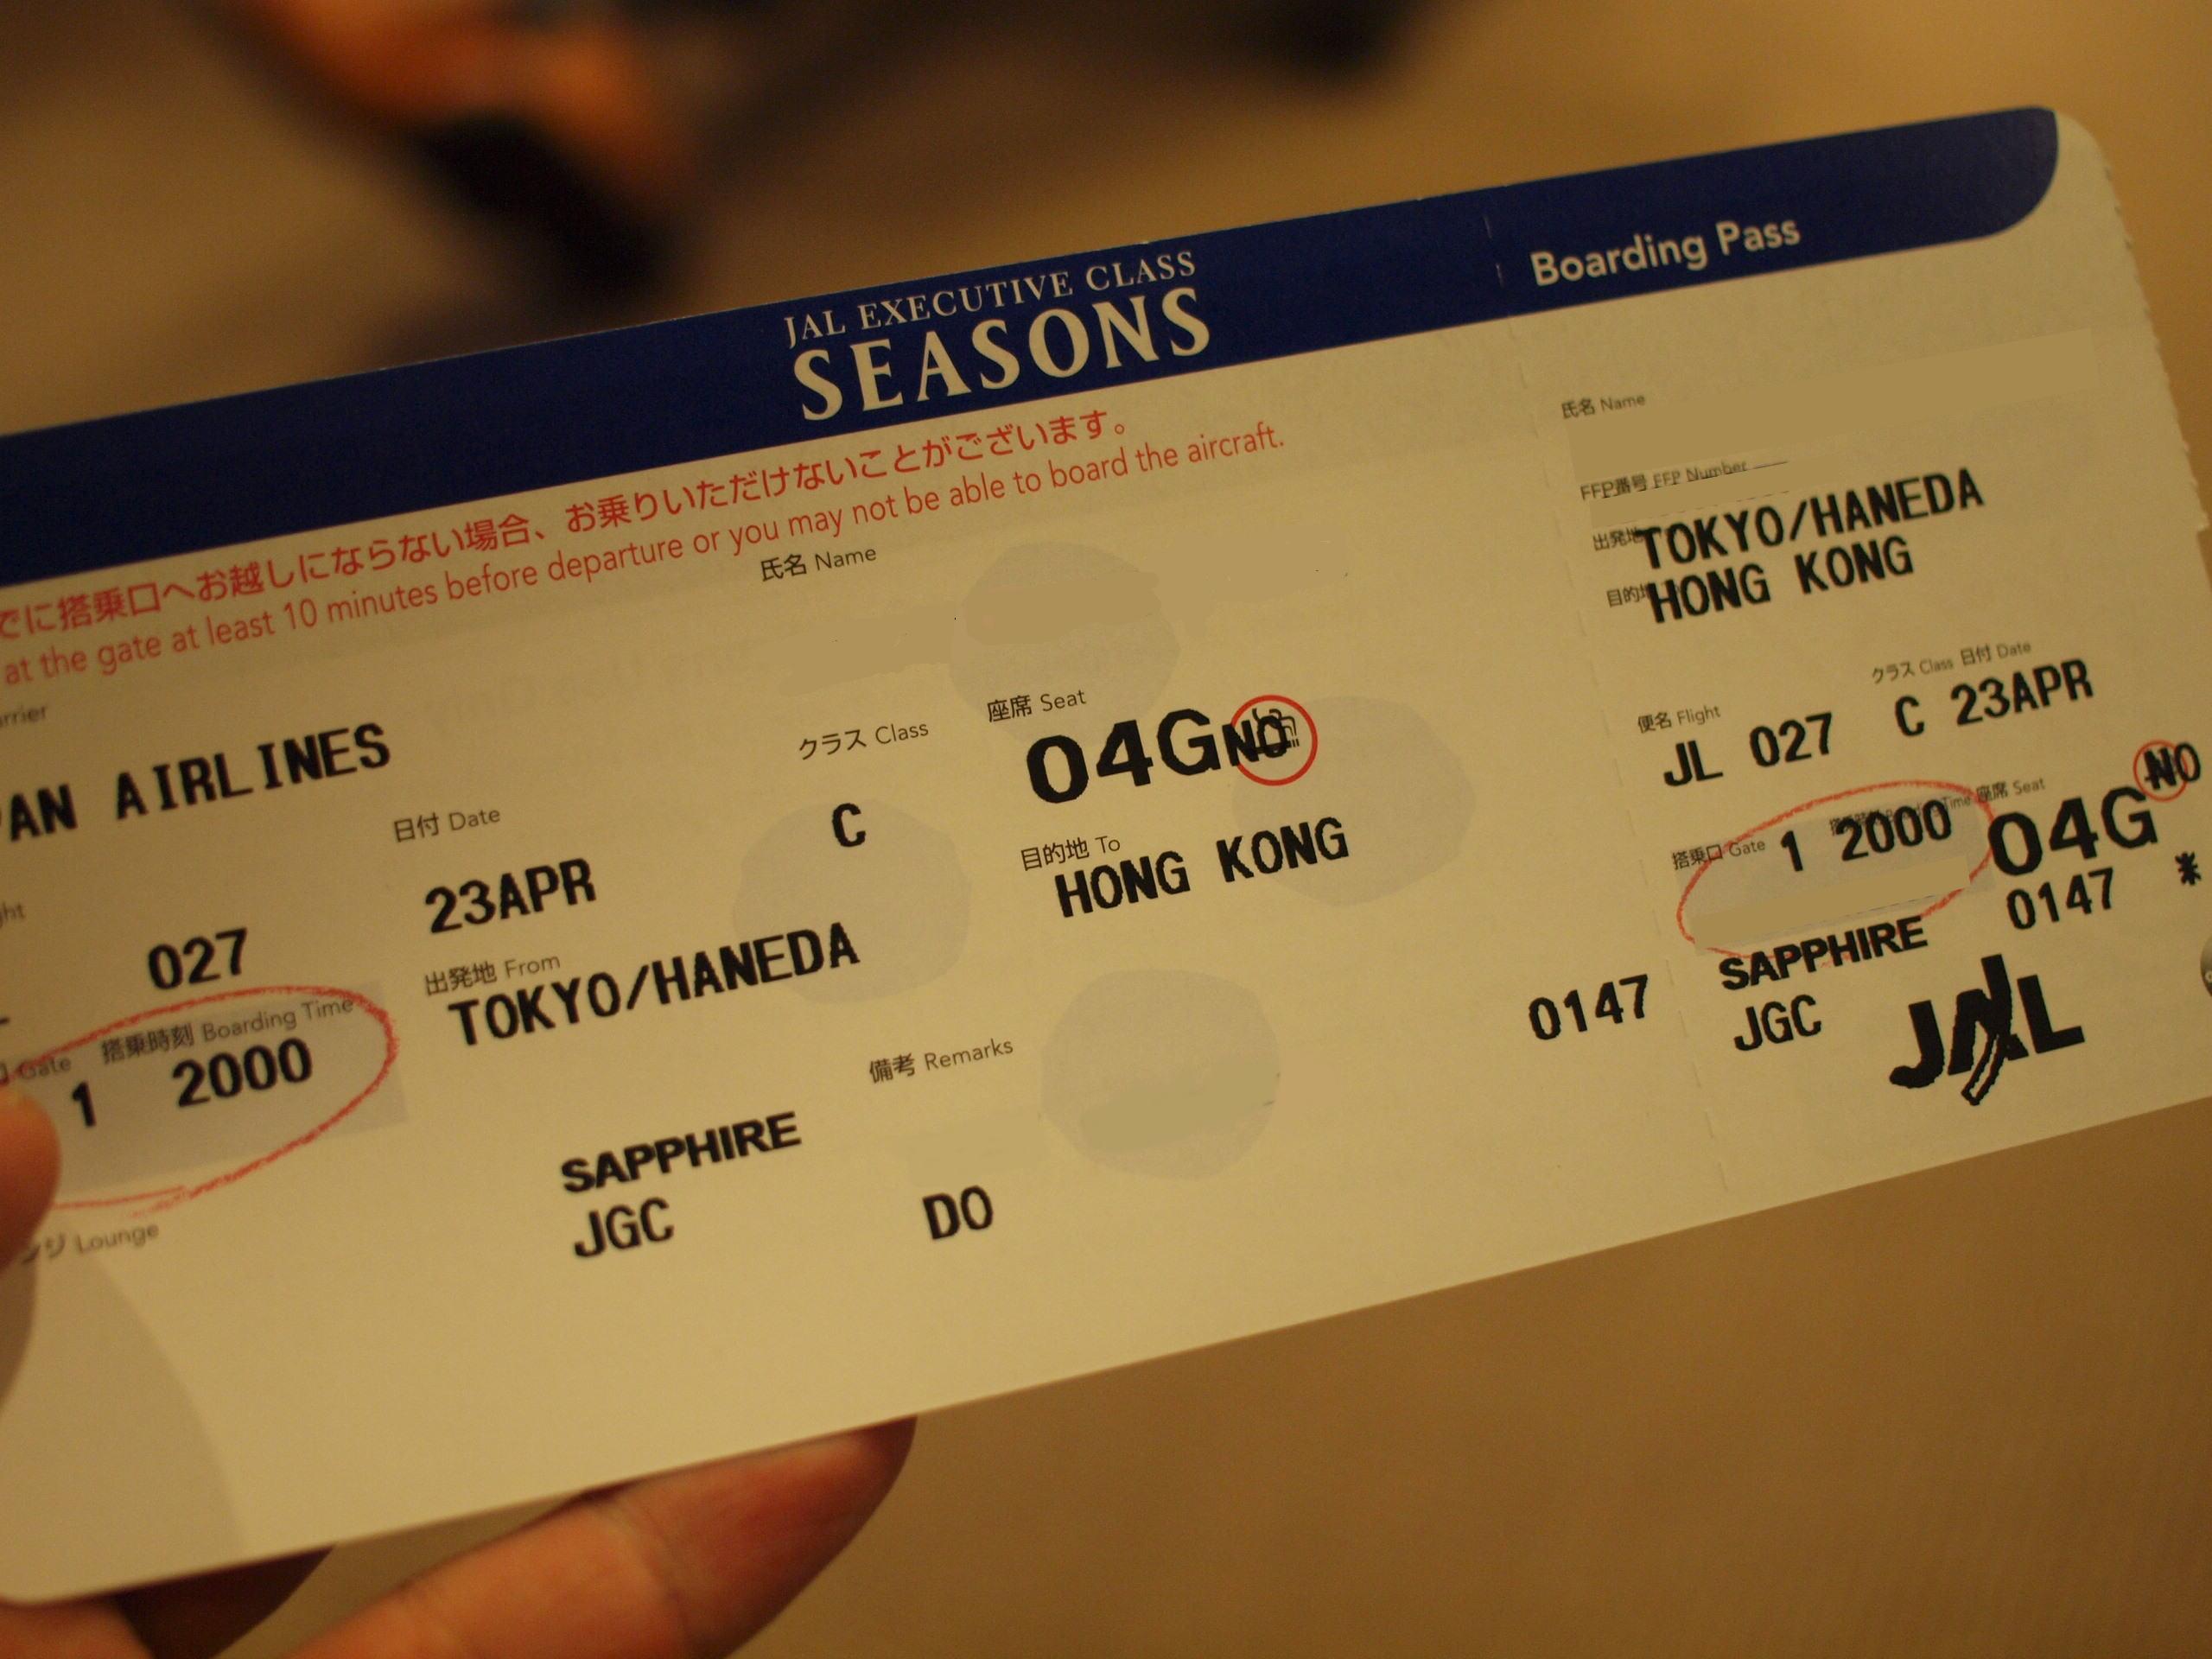 JAL EXECUTIVE CLASS
SEASONS
Boarding Pass
でに搭乗口へお越しにならない場合、お乗りいただけないことがございます。
at the gate at least 10 minutes before departure or you may not be able to board the aircraft.
氏名 Name
AIRLINES
日付 Date
クラス Class
座席 Seat
027
23APR
C
04G NO
搭乗時刻 Boarding Time
出発地 From
目的地 To
Gate
1 2000
TOKYO/HANEDA
HONG KONG
備考 Remarks
0147
SAPPHIRE
JGC
DO
Lounge
氏名 Name
FFP番号 FFP Number
出発地
TOKYO/HANEDA
HONG KONG
便名 Flight
クラス Class 日付 Date
JL 027 C 23APR
搭乗口 Gate
座席 Seat
1 2000 04G NO
0147 *
SAPPHIRE
JGC
JAL